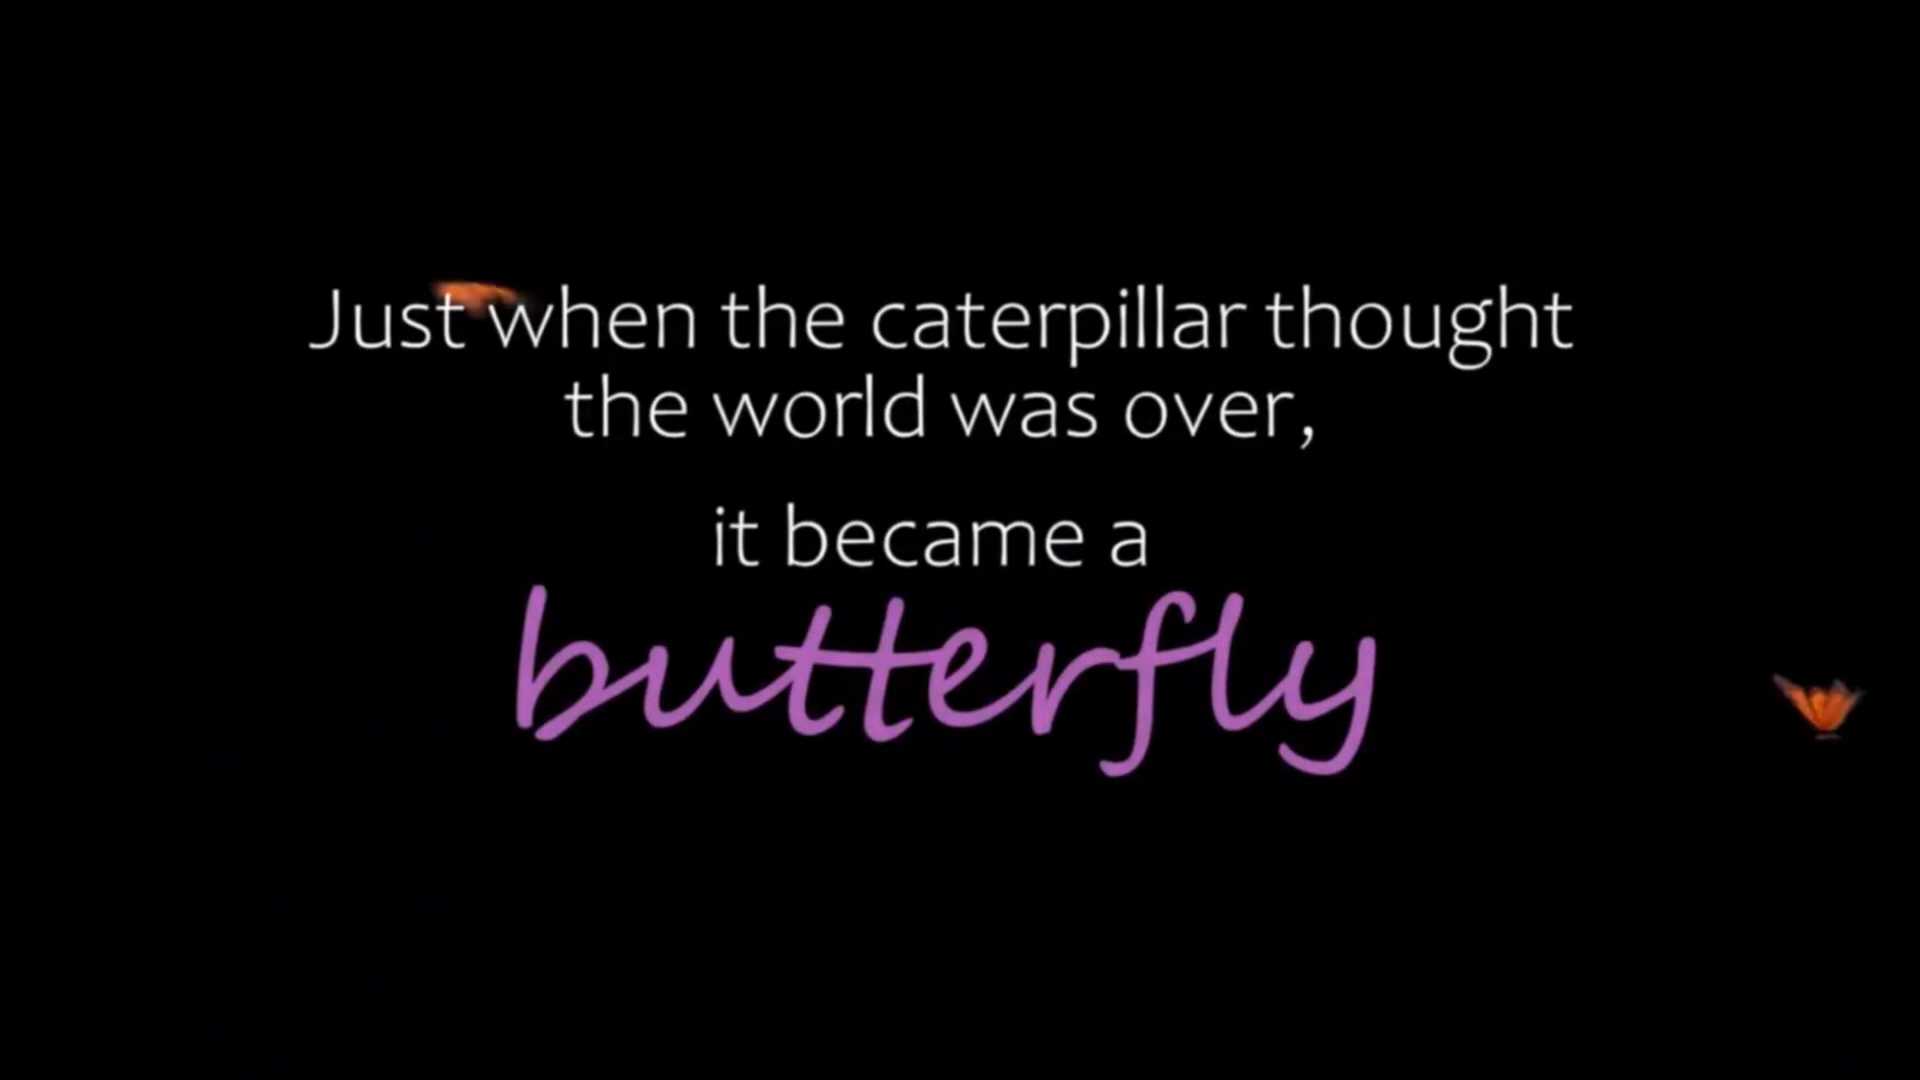 Just when the caterpillar thought
the world was over,
it became a
butterfly